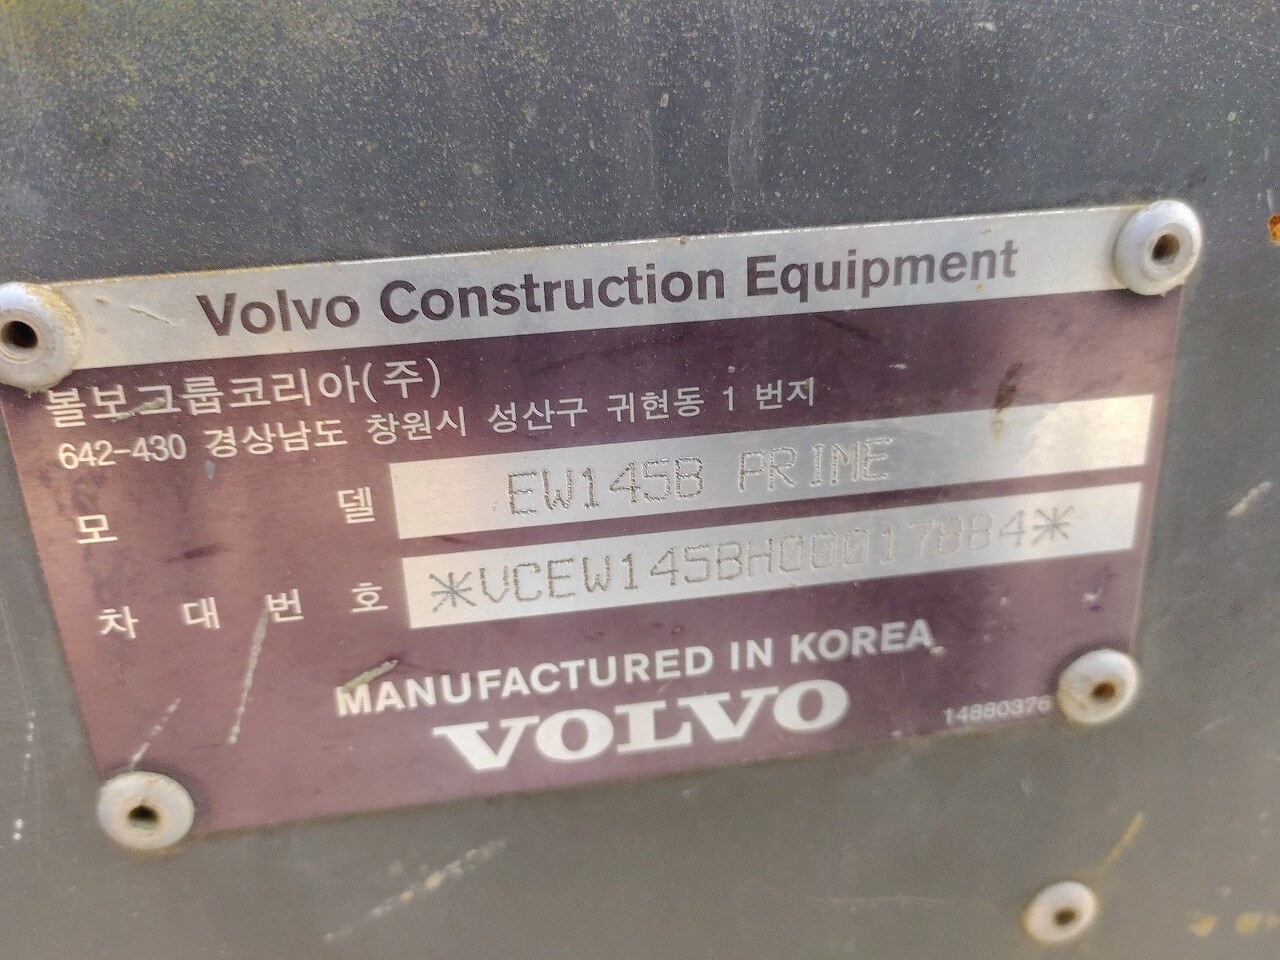 Volvo Construction Equipment
볼보그룹코리아(주)
642-430 경상남도 창원시 성산구 귀현동 1 번지
모 델 EW145B PRIME
차 대 번 호 *VCEW145BH00017884*
MANUFACTURED IN KOREA
VOLVO
14880376